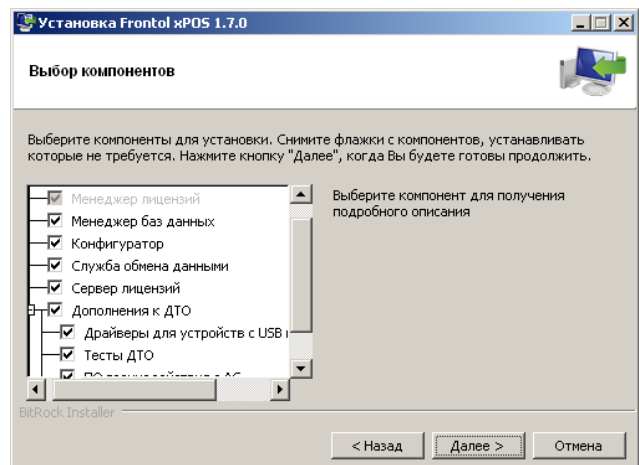 Установка Frontol xPOS 1.7.0
Выбор компонентов
Выберите компоненты для установки. Снимите флажки с компонентов, устанавливать
которые не требуется. Нажмите кнопку "Далее", когда Вы будете готовы продолжить.
Менеджер лицензий
Менеджер баз данных
Конфигуратор
Служба обмена данными
Сервер лицензий
Дополнения к ДТО
Драйверы для устройств с USB
Тесты ДТО
Выберите компонент для получения
подробного описания
BitRock Installer
< Назад
Далее >
Отмена